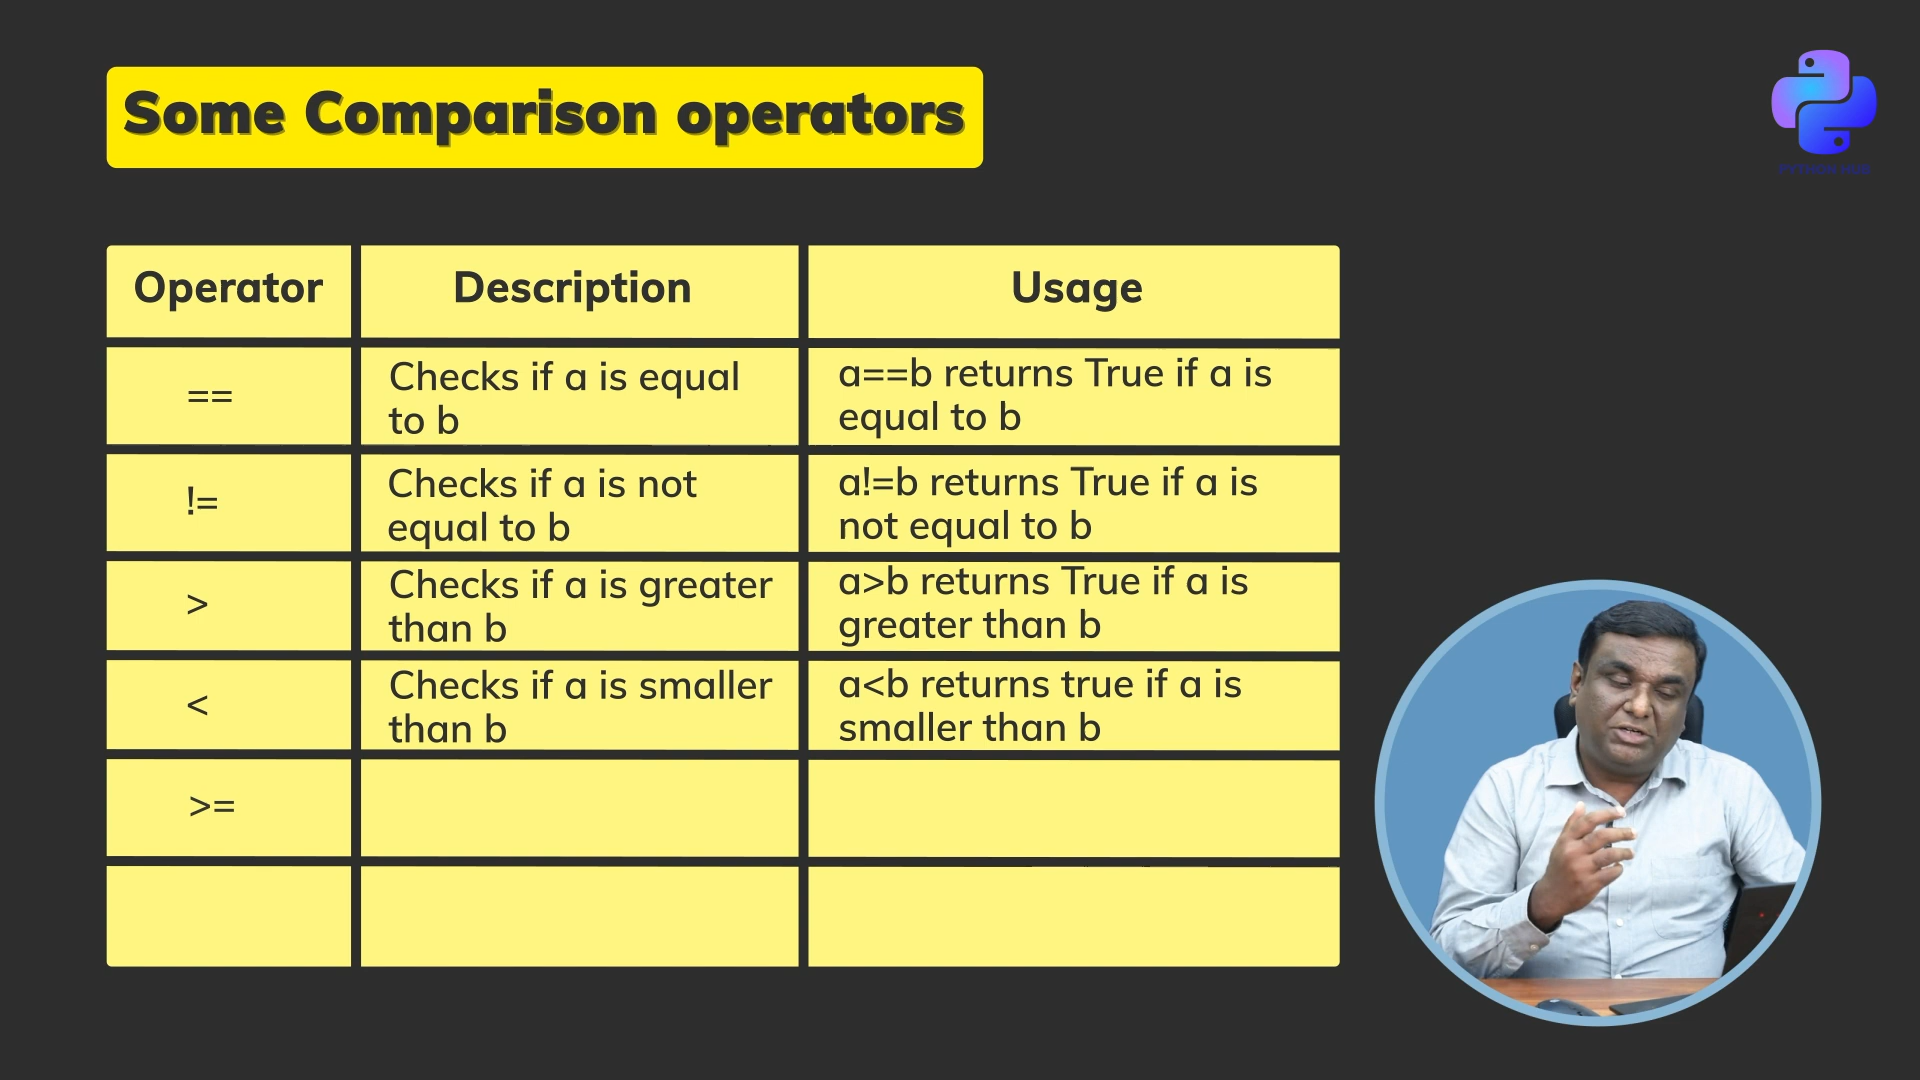 Some Comparison operators
PYTHON HUB
Operator Description Usage
==
Checks if a is equal
to b
a==b returns True if a is
equal to b
!=
Checks if a is not
equal to b
a!=b returns True if a is
not equal to b
>
Checks if a is greater
than b
a>b returns True if a is
greater than b
<
Checks if a is smaller
than b
a<b returns true if a is
smaller than b
>=